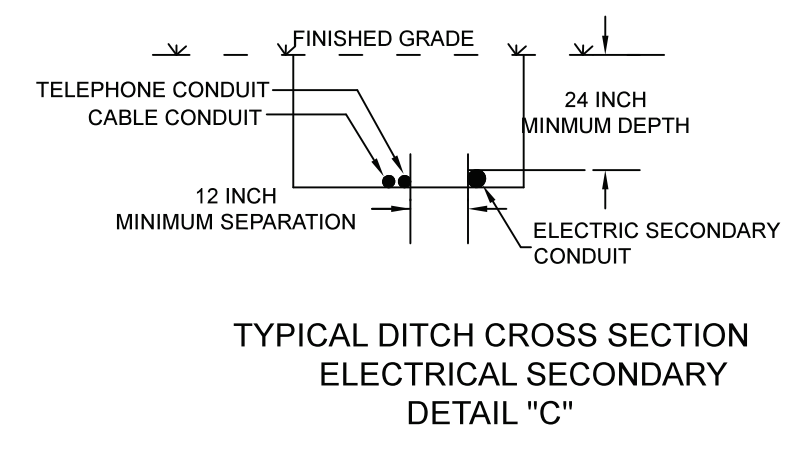 FINISHED GRADE
TELEPHONE CONDUIT
CABLE CONDUIT
24 INCH
MINMUM DEPTH
12 INCH
MINIMUM SEPARATION
ELECTRIC SECONDARY
CONDUIT
TYPICAL DITCH CROSS SECTION
ELECTRICAL SECONDARY
DETAIL "C"